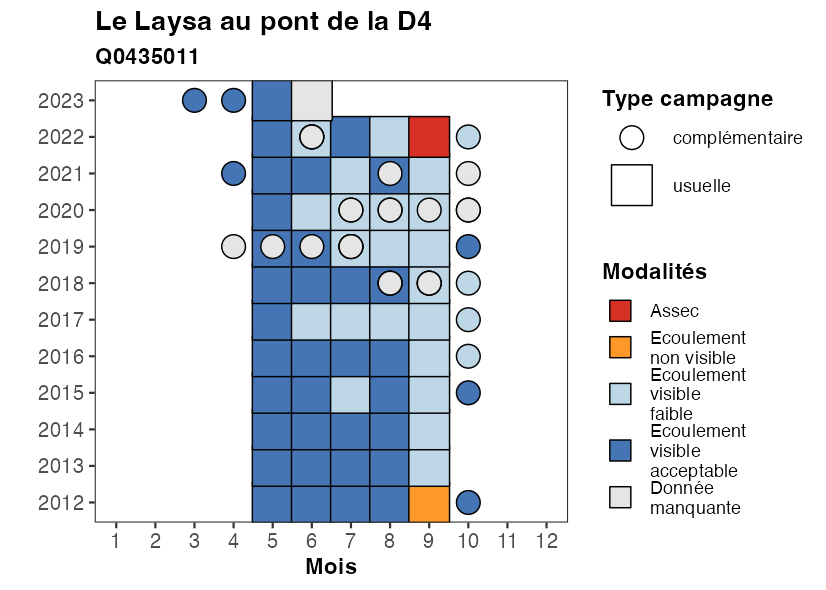 Le Laysa au pont de la D4
Q0435011
2023
2022
2021
2020
2019
2018
2017
2016
2015
2014
2013
2012
1 2 3 4 5 6 7 8 9 10 11 12
Mois
Type campagne
complémentaire
usuelle
Modalités
Assec
Ecoulement
non visible
Ecoulement
visible
faible
Ecoulement
visible
acceptable
Donnée
manquante